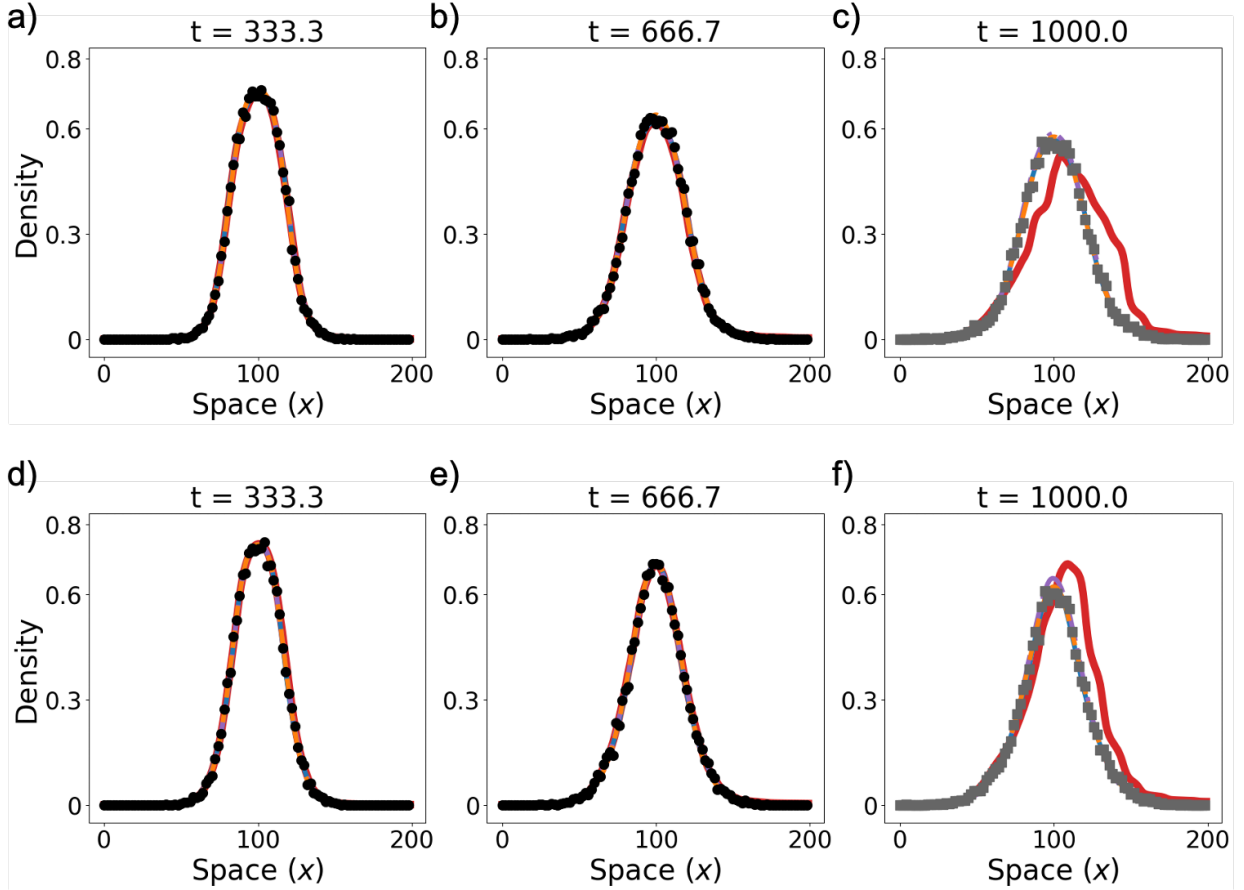 a)
t = 333.3
Density
0.8
0.6
0.3
0
0
100
200
Space (x)
b)
t = 666.7
0.8
0.6
0.3
0
0
100
200
Space (x)
c)
t = 1000.0
0.8
0.6
0.3
0
0
100
200
Space (x)
d)
t = 333.3
Density
0.8
0.6
0.3
0
0
100
200
Space (x)
e)
t = 666.7
0.8
0.6
0.3
0
0
100
200
Space (x)
f)
t = 1000.0
0.8
0.6
0.3
0
0
100
200
Space (x)